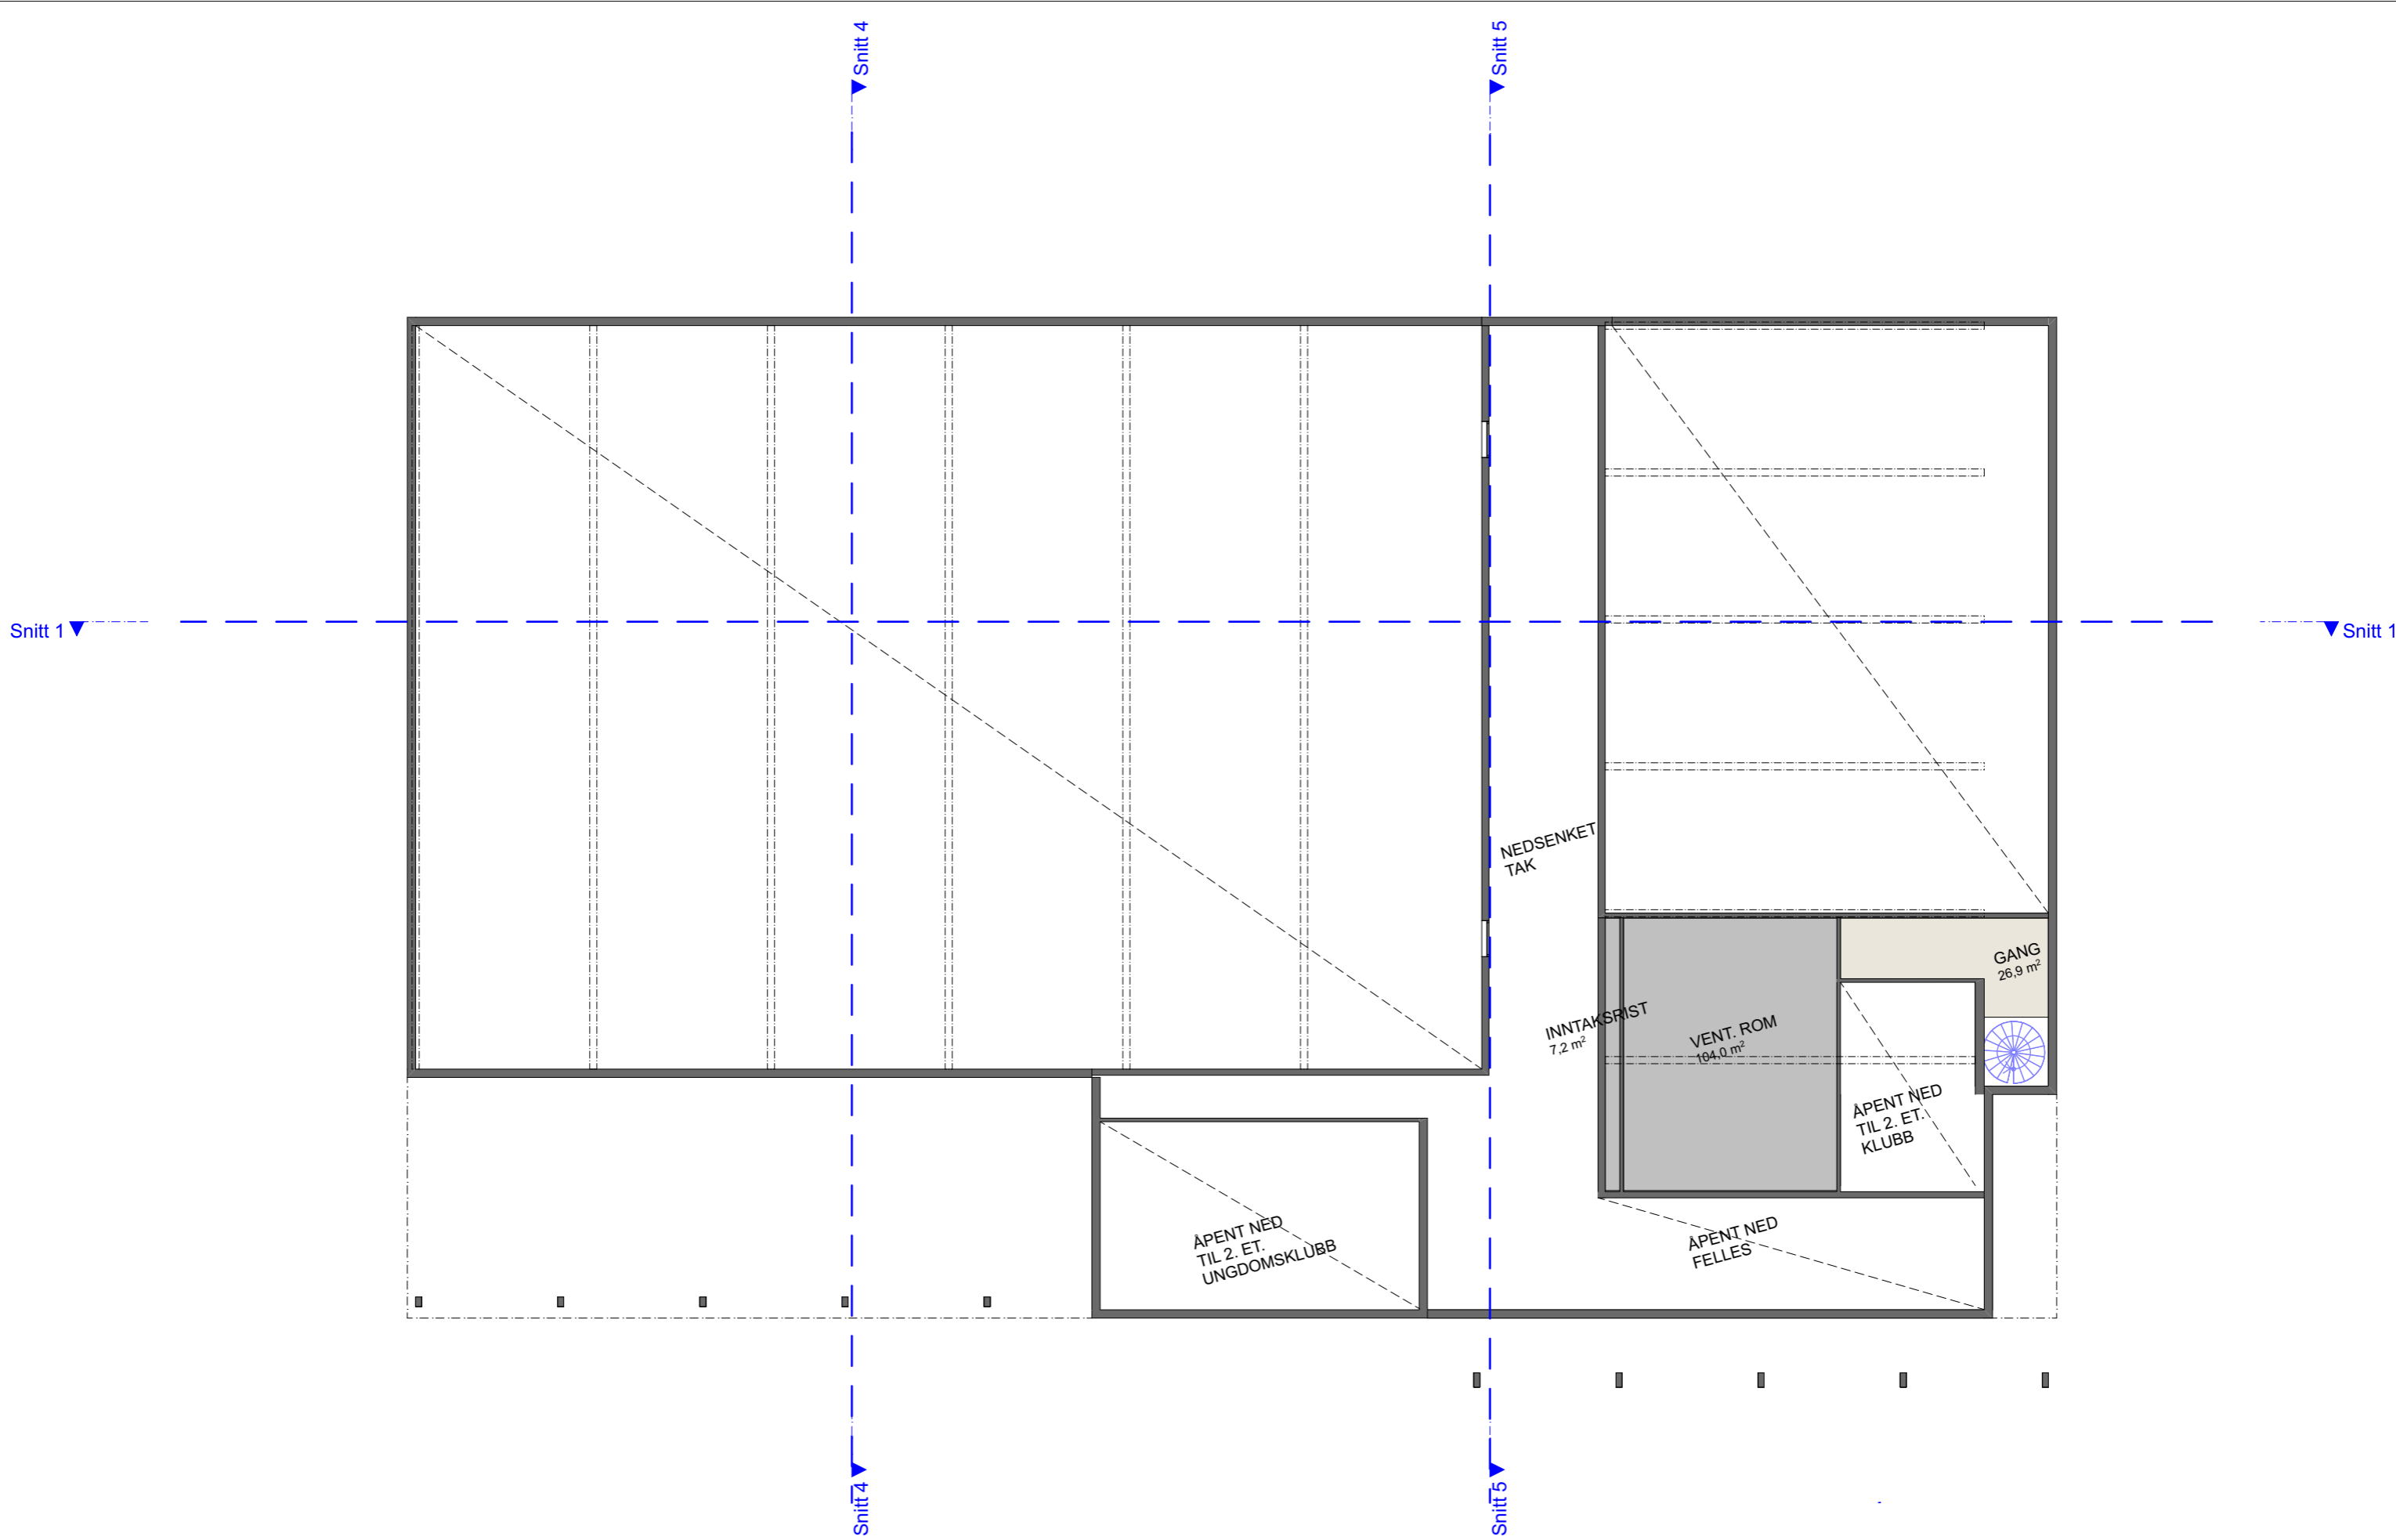 Snitt 4
Snitt 5
Snitt 1
Snitt 1
NEDSENKET
TAK
GANG
26,9 m²
INNTAKSRIST
7,2 m²
VENT. ROM
104,0 m²
ÅPENT NED
TIL 2. ET.
KLUBB
ÅPENT NED
TIL 2. ET.
UNGDOMSKLUBB
ÅPENT NED
FELLES
Snitt 4
Snitt 5